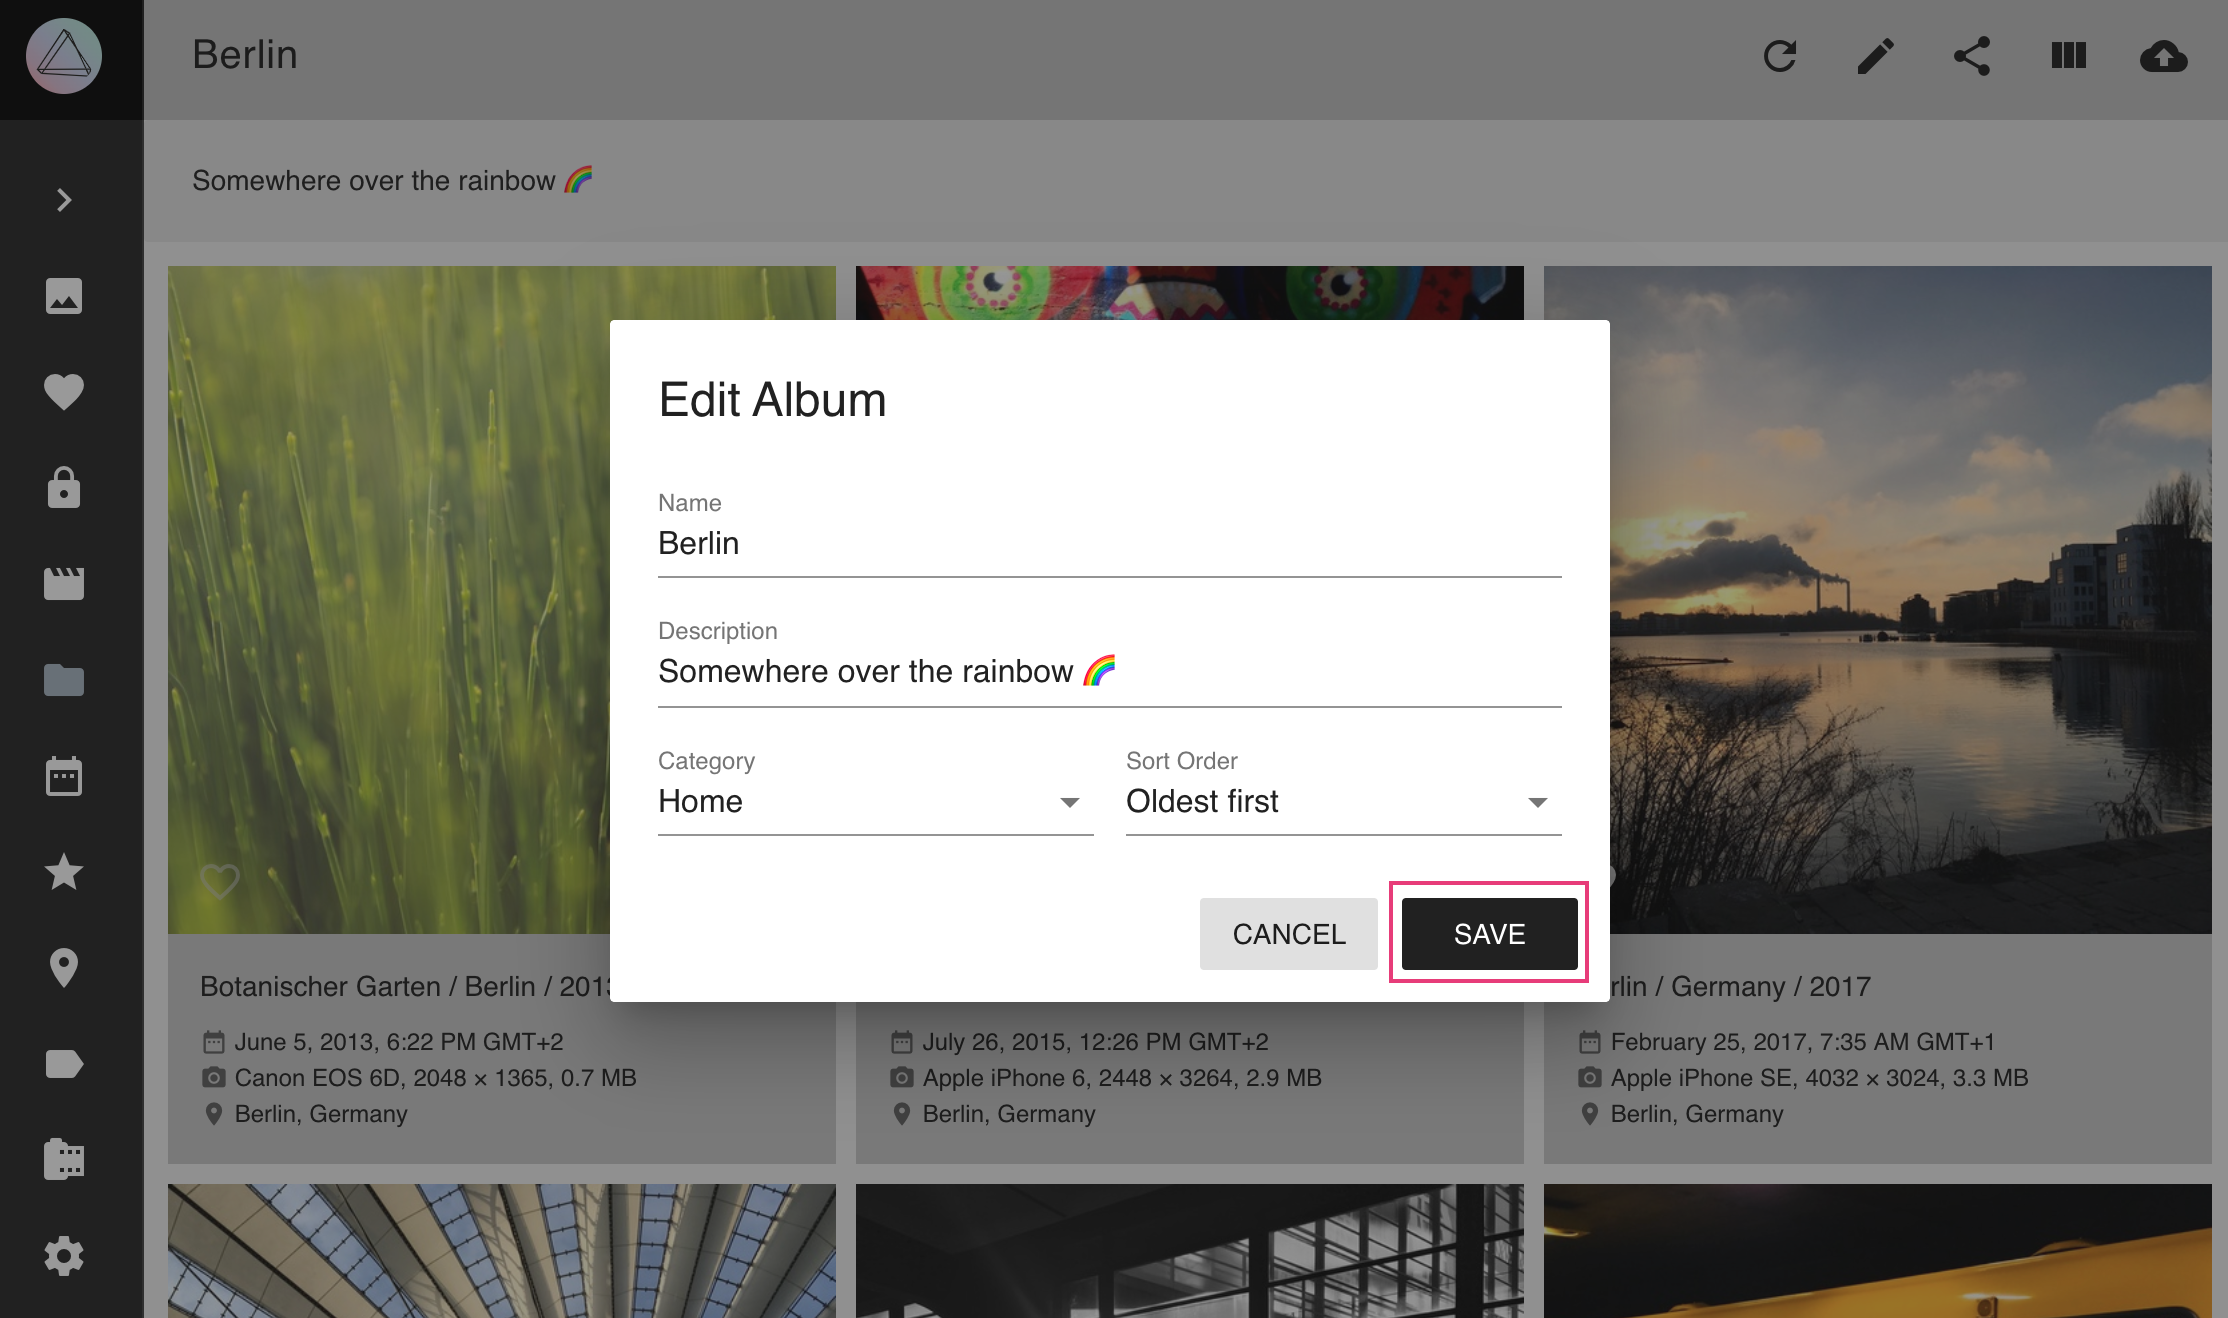 Berlin
Somewhere over the rainbow 🌈
Edit Album
Name
Berlin
Description
Somewhere over the rainbow 🌈
Category
Home
Sort Order
Oldest first
CANCEL
SAVE
Botanischer Garten / Berlin / 2013
June 5, 2013, 6:22 PM GMT+2
Canon EOS 6D, 2048 × 1365, 0.7 MB
Berlin, Germany
July 26, 2015, 12:26 PM GMT+2
Apple iPhone 6, 2448 × 3264, 2.9 MB
Berlin, Germany
rlin / Germany / 2017
February 25, 2017, 7:35 AM GMT+1
Apple iPhone SE, 4032 × 3024, 3.3 MB
Berlin, Germany